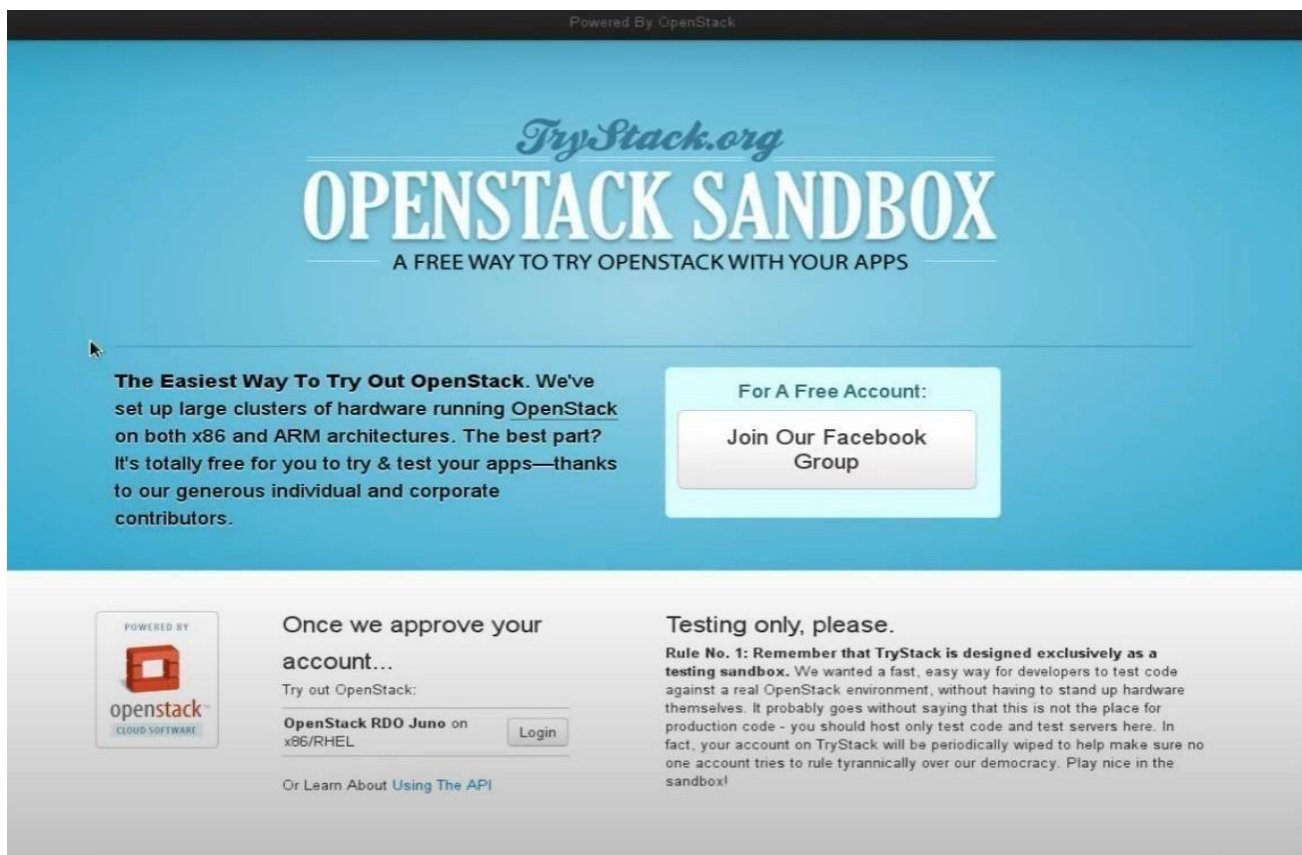 Powered By OpenStack
TryStack.org
OPENSTACK SANDBOX
A FREE WAY TO TRY OPENSTACK WITH YOUR APPS
The Easiest Way To Try Out OpenStack. We've
set up large clusters of hardware running OpenStack
on both x86 and ARM architectures. The best part?
It's totally free for you to try & test your apps—thanks
to our generous individual and corporate
contributors.
For A Free Account:
Join Our Facebook
Group
POWERED BY
openstack
CLOUD SOFTWARE
Once we approve your
account...
Try out OpenStack:
OpenStack RDO Juno on
x86/RHEL
Login
Or Learn About Using The API
Testing only, please.
Rule No. 1: Remember that TryStack is designed exclusively as a
testing sandbox. We wanted a fast, easy way for developers to test code
against a real OpenStack environment, without having to stand up hardware
themselves. It probably goes without saying that this is not the place for
production code - you should host only test code and test servers here. In
fact, your account on TryStack will be periodically wiped to help make sure no
one account tries to rule tyrannically over our democracy. Play nice in the
sandbox!